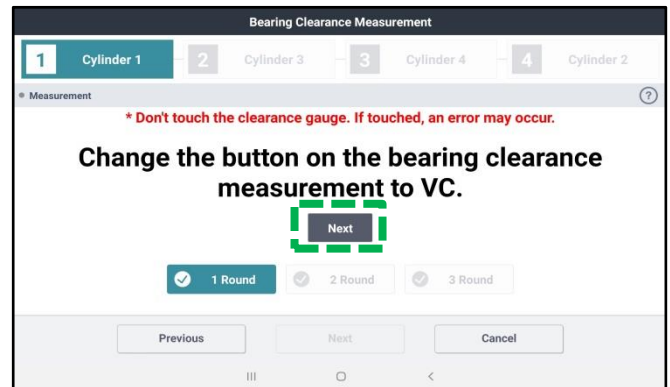 Bearing Clearance Measurement
1 Cylinder 1 2 Cylinder 3 3 Cylinder 4 4 Cylinder 2
Measurement ?
* Don't touch the clearance gauge. If touched, an error may occur.
Change the button on the bearing clearance
measurement to VC.
Next
1 Round 2 Round 3 Round
Previous Next Cancel